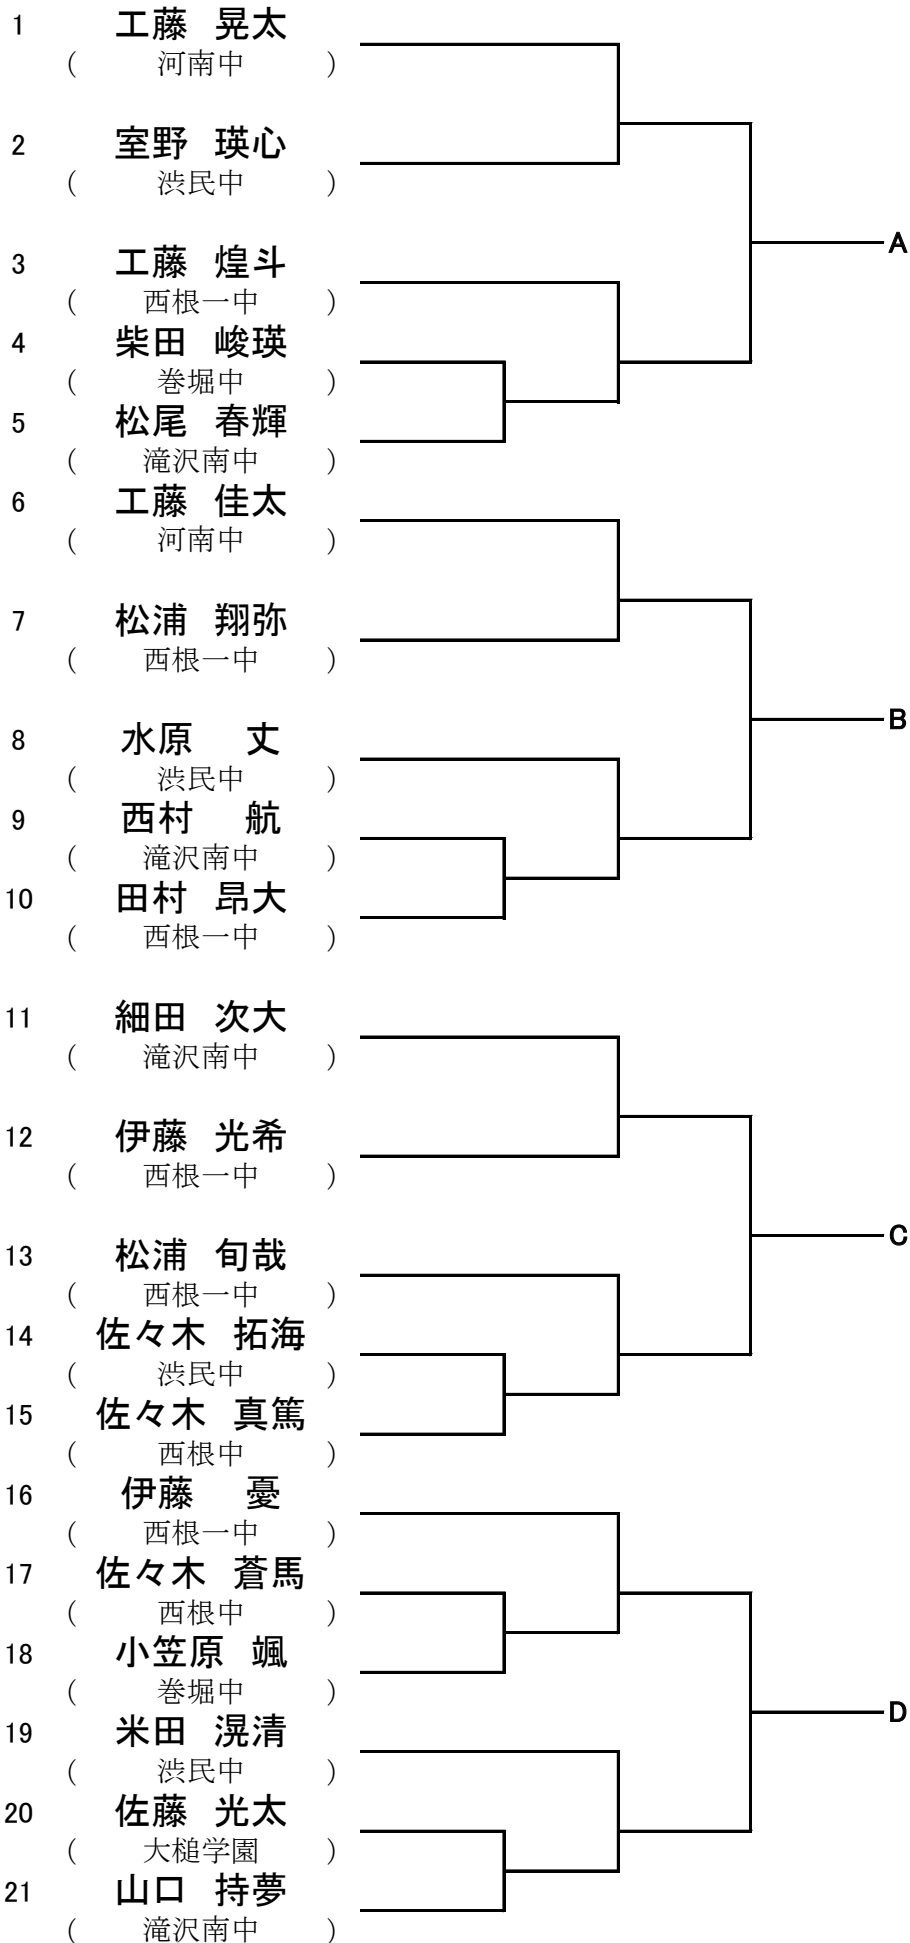 1 工藤 晃太
( 河南中 )
2 室野 瑛心
( 渋民中 )
A
3 工藤 煌斗
( 西根一中 )
4 柴田 峻瑛
( 巻堀中 )
5 松尾 春輝
( 滝沢南中 )
6 工藤 佳太
( 河南中 )
7 松浦 翔弥
( 西根一中 )
B
8 水原 丈
( 渋民中 )
9 西村 航
( 滝沢南中 )
10 田村 昂大
( 西根一中 )
11 細田 次大
( 滝沢南中 )
12 伊藤 光希
( 西根一中 )
C
13 松浦 旬哉
( 西根一中 )
14 佐々木 拓海
( 渋民中 )
15 佐々木 真篤
( 西根中 )
16 伊藤 憂
( 西根一中 )
17 佐々木 蒼馬
( 西根中 )
18 小笠原 颯
( 巻堀中 )
D
19 米田 滉清
( 渋民中 )
20 佐藤 光太
( 大槌学園 )
21 山口 持夢
( 滝沢南中 )